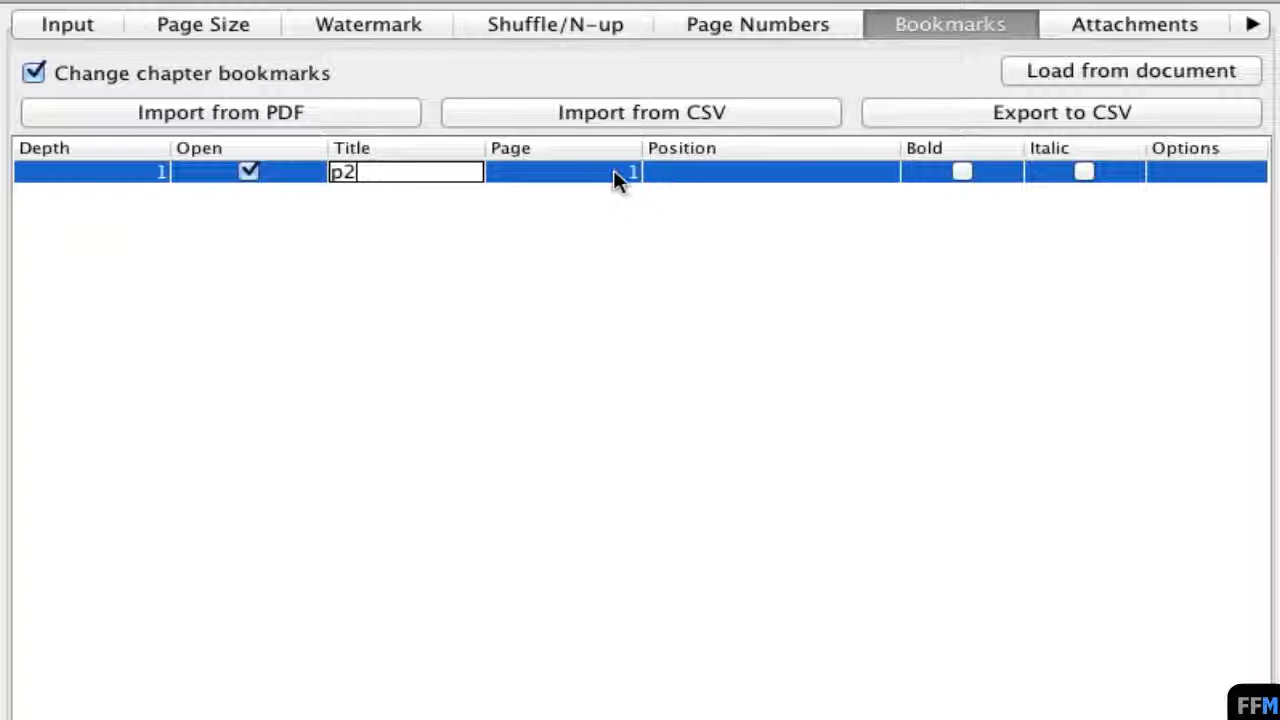 Input Page Size Watermark Shuffle/N-up Page Numbers Bookmarks Attachments
Change chapter bookmarks Load from document
Import from PDF Import from CSV Export to CSV
Depth Open Title Page Position Bold Italic Options
1 p2 1
FFM